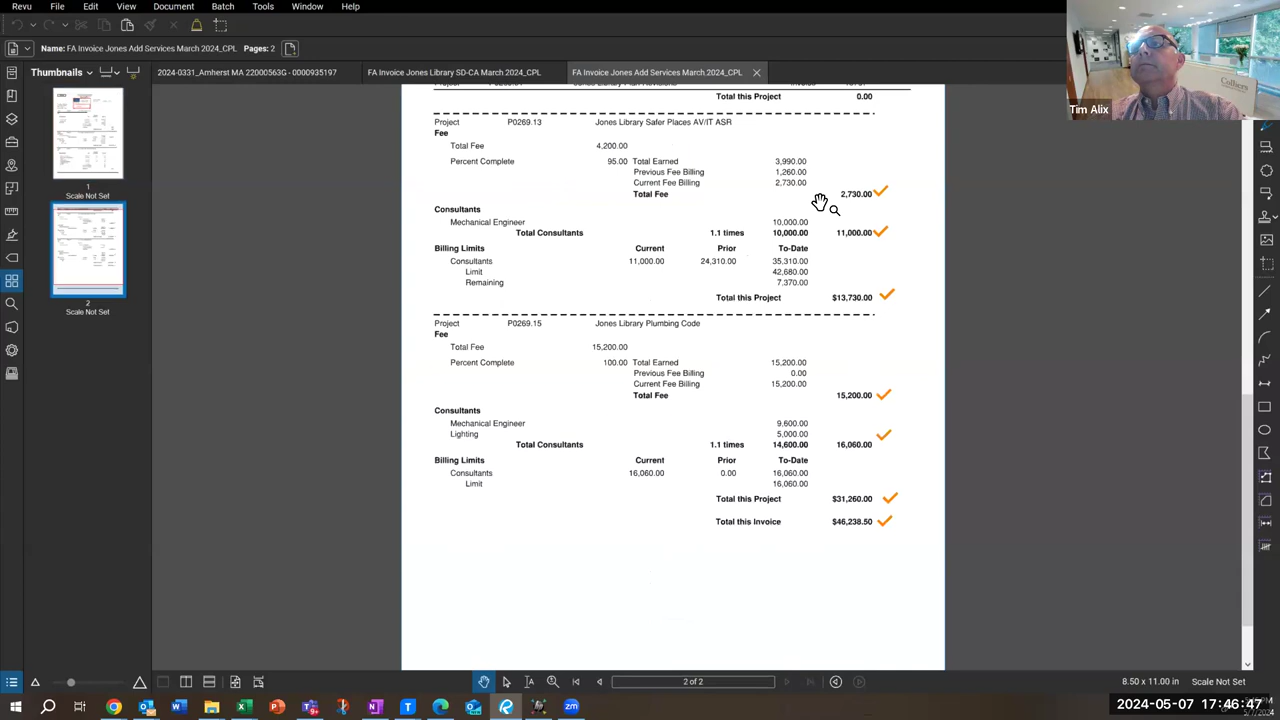 Revu File Edit View Document Batch Tools Window Help
Name: FA Invoice Jones Add Services March 2024_CPL Pages: 2
Thumbnails
2024-0331_Amherst MA 22000563G - 0000935197
FA Invoice Jones Library SD-CA March 2024_CPL
FA Invoice Jones Add Services March 2024_CPL
Colliers
Tim Alix
1
Scale Not Set
2
Scale Not Set
Total this Project 0.00
Project P0269.13 Jones Library Safer Places AV/IT ASR
Fee
Total Fee 4,200.00
Percent Complete 95.00 Total Earned 3,990.00
Previous Fee Billing 1,260.00
Current Fee Billing 2,730.00
Total Fee 2,730.00
Consultants
Mechanical Engineer 10,000.00
Total Consultants 1.1 times 10,000.00 11,000.00
Billing Limits Current Prior To-Date
Consultants 11,000.00 24,310.00 35,310.00
Limit 42,680.00
Remaining 7,370.00
Total this Project $13,730.00
Project P0269.15 Jones Library Plumbing Code
Fee
Total Fee 15,200.00
Percent Complete 100.00 Total Earned 15,200.00
Previous Fee Billing 0.00
Current Fee Billing 15,200.00
Total Fee 15,200.00
Consultants
Mechanical Engineer 9,600.00
Lighting 5,000.00
Total Consultants 1.1 times 14,600.00 16,060.00
Billing Limits Current Prior To-Date
Consultants 16,060.00 0.00 16,060.00
Limit 16,060.00
Total this Project $31,260.00
Total this Invoice $46,238.50
2 of 2
8.50 x 11.00 in Scale Not Set
2024-05-07 17:46:47